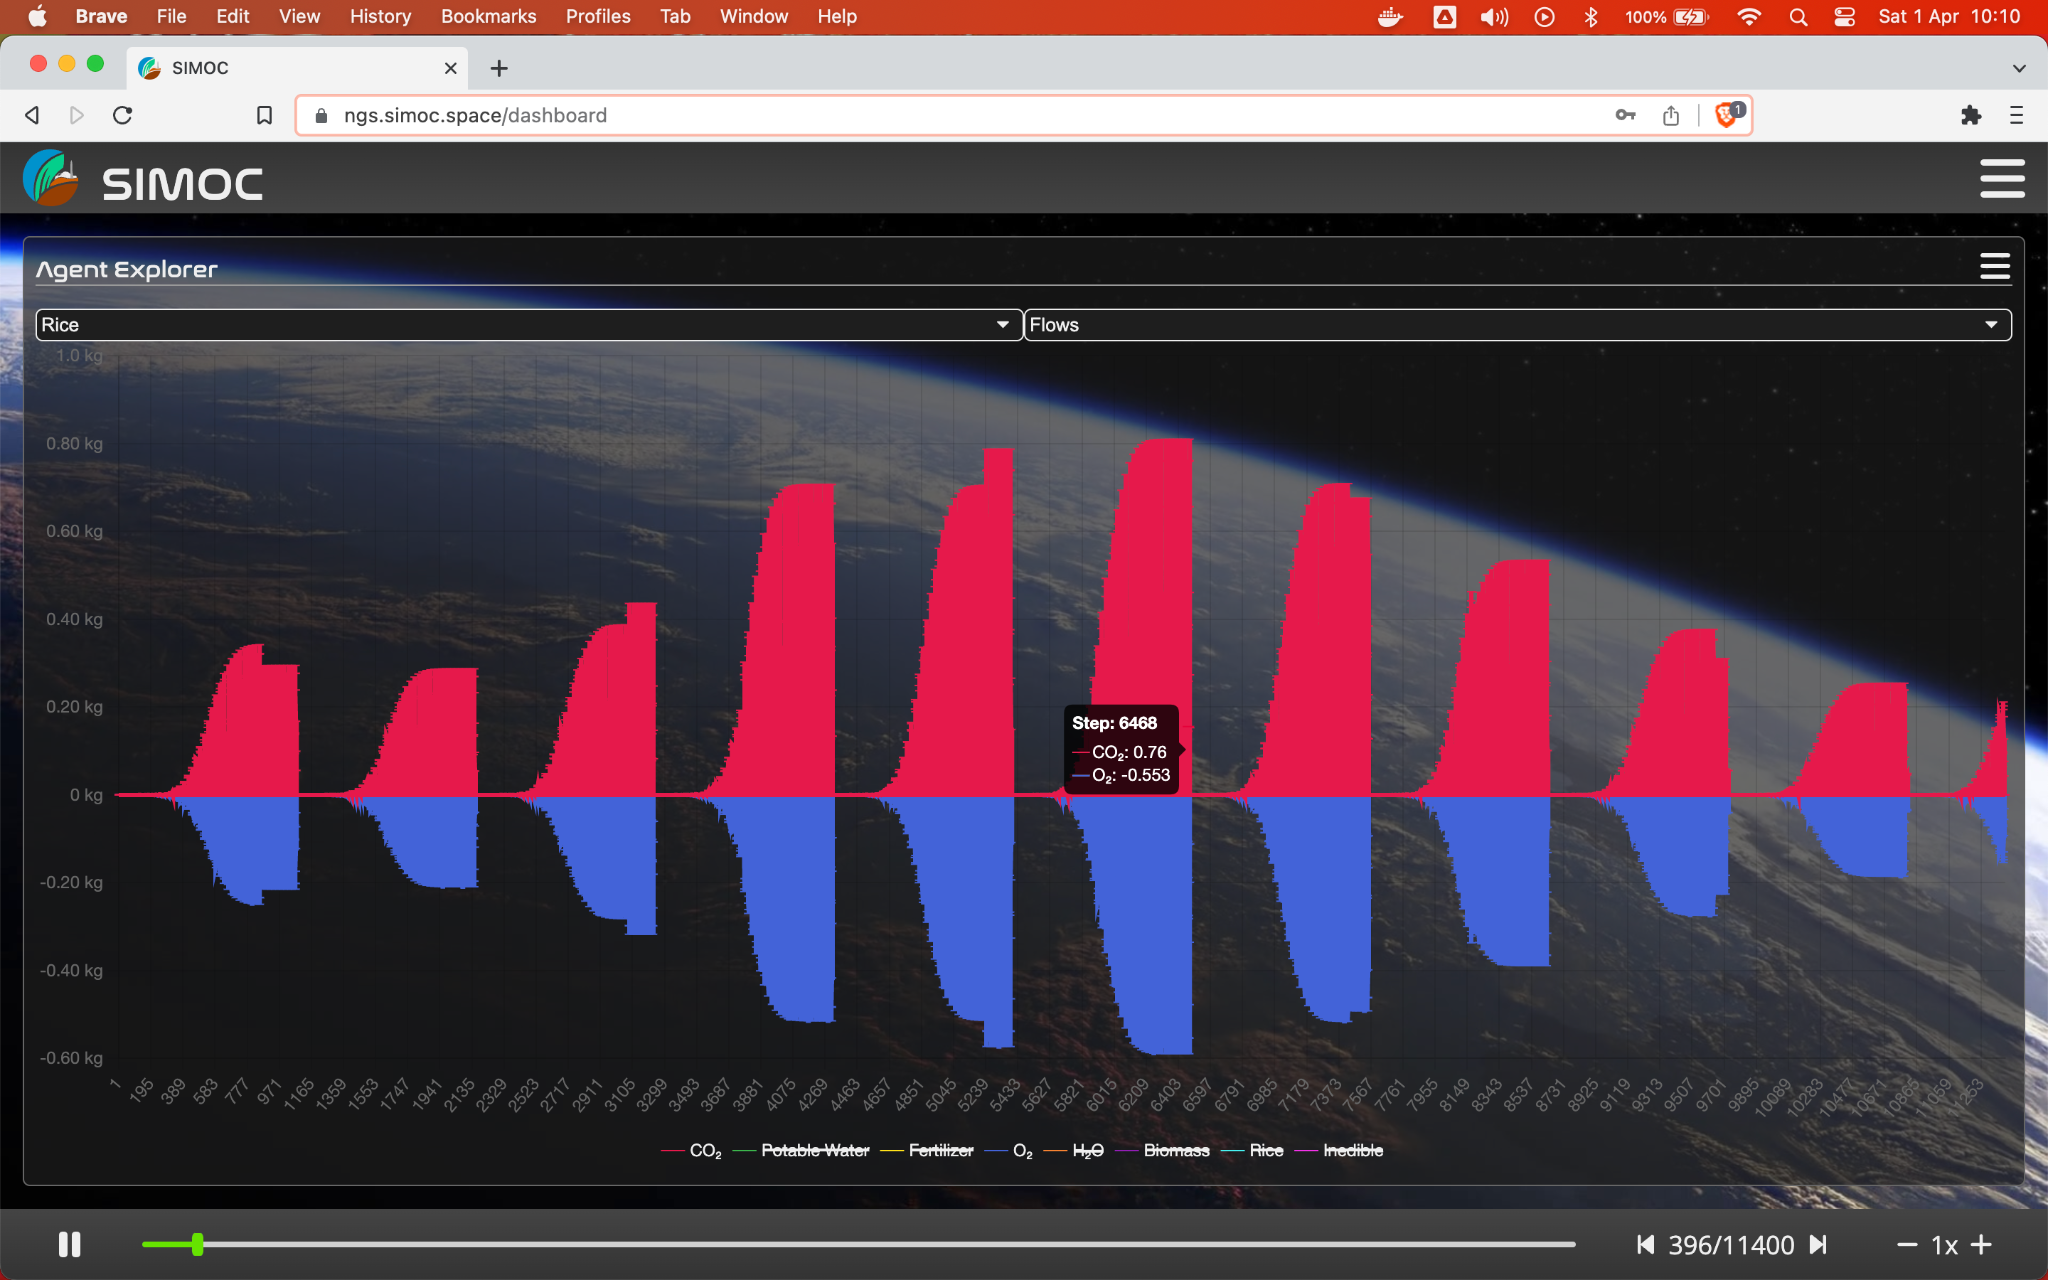 Brave File Edit View History Bookmarks Profiles Tab Window Help 100% Sat 1 Apr 10:10
SIMOC
ngs.simoc.space/dashboard 1
SIMOC
Agent Explorer
Rice Flows
1.0 kg
0.80 kg
0.60 kg
0.40 kg
0.20 kg
0 kg
-0.20 kg
-0.40 kg
-0.60 kg
Step: 6468
CO₂: 0.76
O₂: -0.553
1 195 389 583 777 971 1165 1359 1553 1747 1941 2135 2329 2523 2717 2911 3105 3299 3493 3687 3881 4075 4269 4463 4657 4851 5045 5239 5433 5627 5821 6015 6209 6403 6597 6791 6985 7179 7373 7567 7761 7955 8149 8343 8537 8731 8925 9119 9313 9507 9701 9895 10089 10283 10477 10671 10865 11059 11253
CO₂ Potable Water Fertilizer O₂ H₂O Biomass Rice Inedible
396/11400 1x